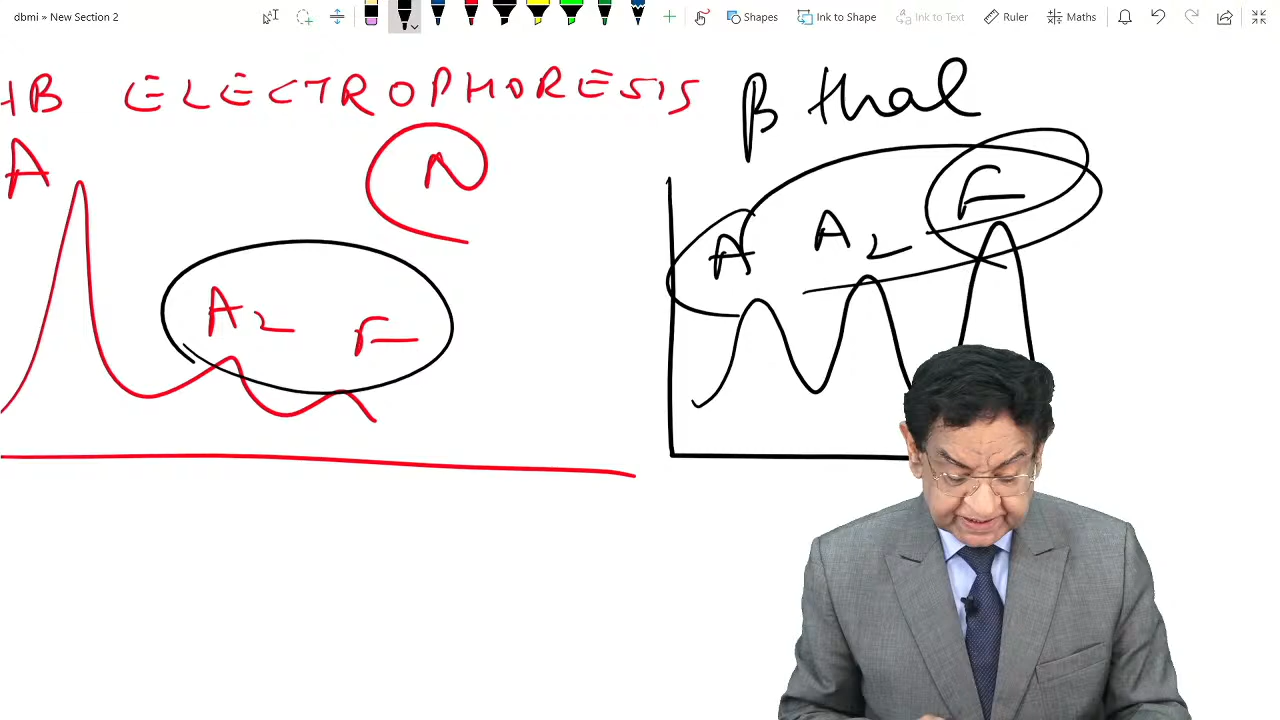 dbmi » New Section 2
Shapes
Ink to Shape
Ink to Text
Ruler
Maths
HB ELECTROPHORESIS
β thal
A
N
A2
F
A
A2
F